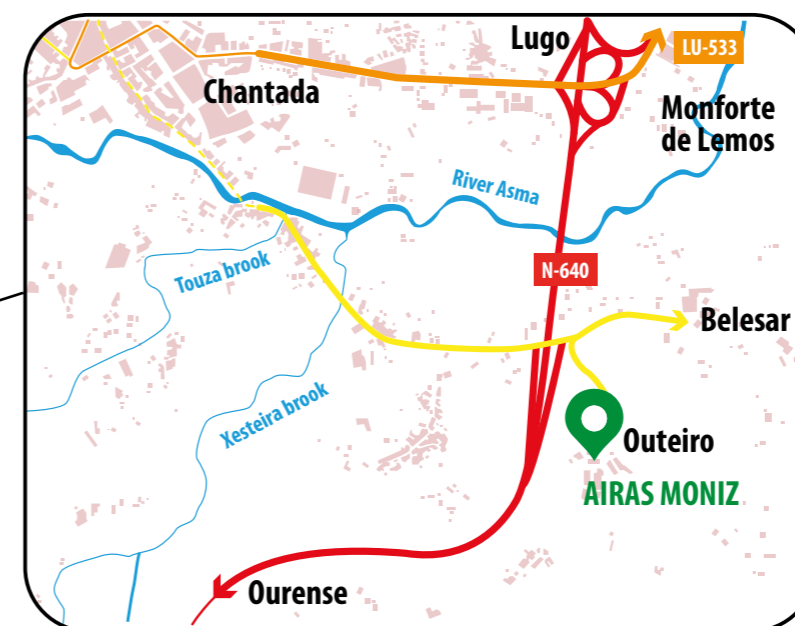 Lugo
LU-533
Chantada
Monforte
de Lemos
River Asma
Touza brook
N-640
Belesar
Xesteira brook
Outeiro
AIRAS MONIZ
Ourense